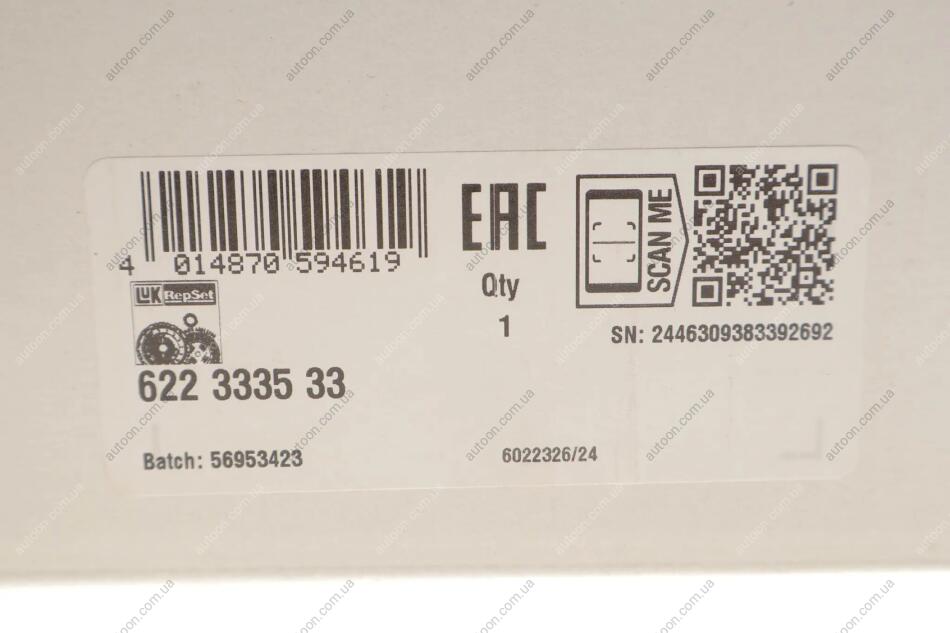 4 014870 594619
EAC
Qty
1
SCAN ME
SN: 2446309383392692
LUK RepSet
622 3335 33
Batch: 56953423
6022326/24
autoon.com.ua